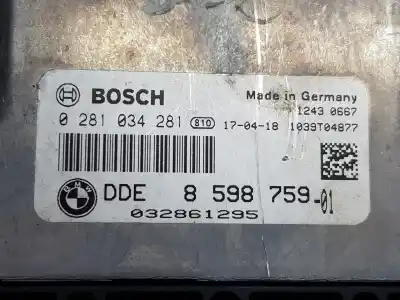 BOSCH
Made in Germany
1243 0667
0 281 034 281 810 17-04-18 1039T04877
BMW
DDE 8 598 759-01
032861295